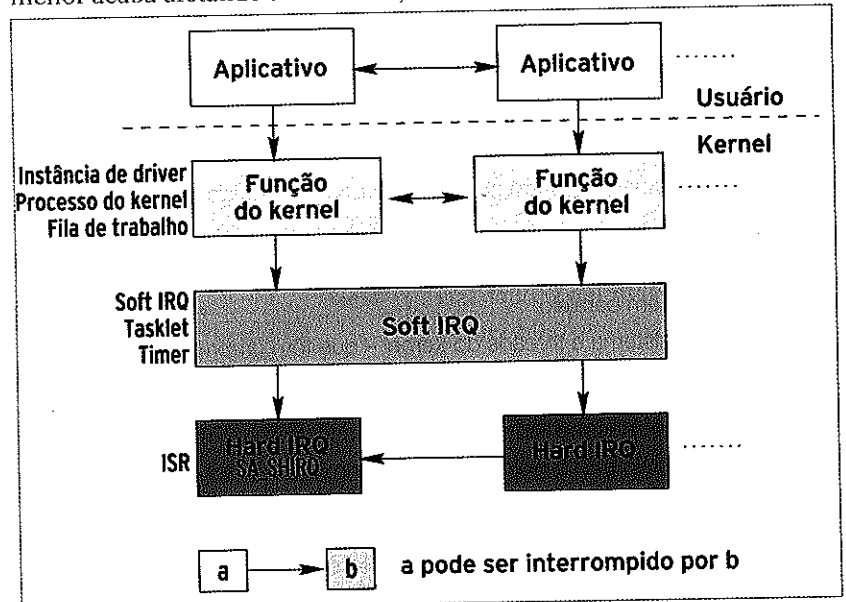 Aplicativo
Aplicativo
........
Usuário
Kernel
Instância de driver
Processo do kernel
Fila de trabalho
Função
do kernel
Função
do kernel
........
Soft IRQ
Tasklet
Timer
Soft IRQ
ISR
Hard IRQ
SA_SHIRQ
Hard IRQ
........
a
b
a pode ser interrompido por b